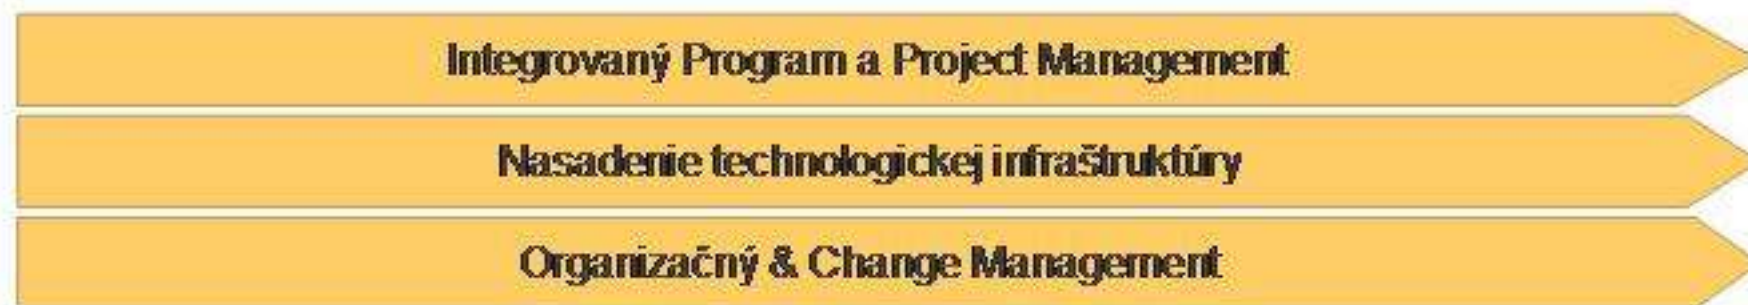 Integrovaný Program a Project Management
Nasadenie technologickej infraštruktúry
Organizačný & Change Management